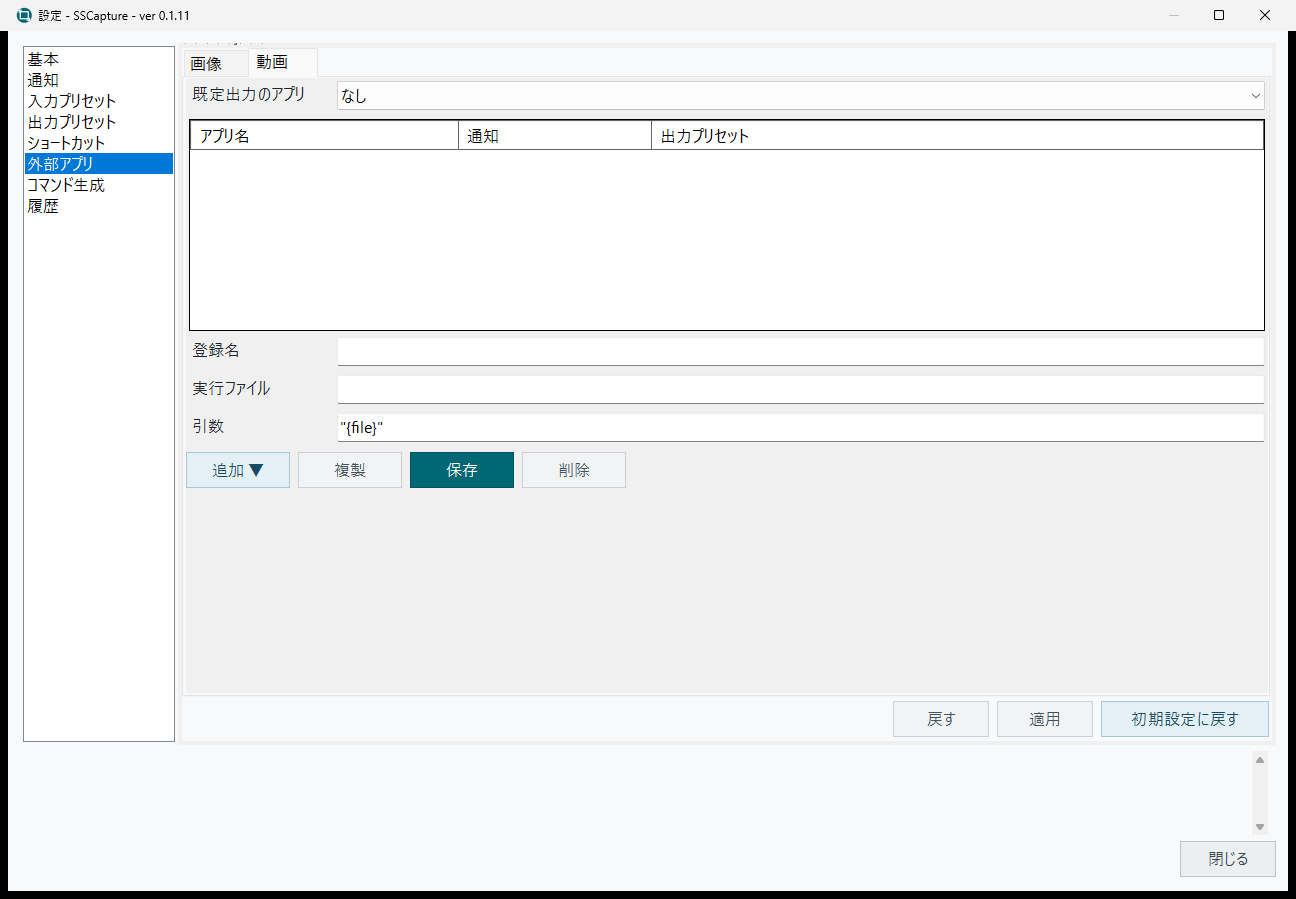 設定 - SSCapture - ver 0.1.11
基本
通知
入力プリセット
出力プリセット
ショートカット
外部アプリ
コマンド生成
履歴
画像 動画
既定出力のアプリ なし
アプリ名 通知 出力プリセット
登録名
実行ファイル
引数 "{file}"
追加 ▼ 複製 保存 削除
戻す 適用 初期設定に戻す
閉じる